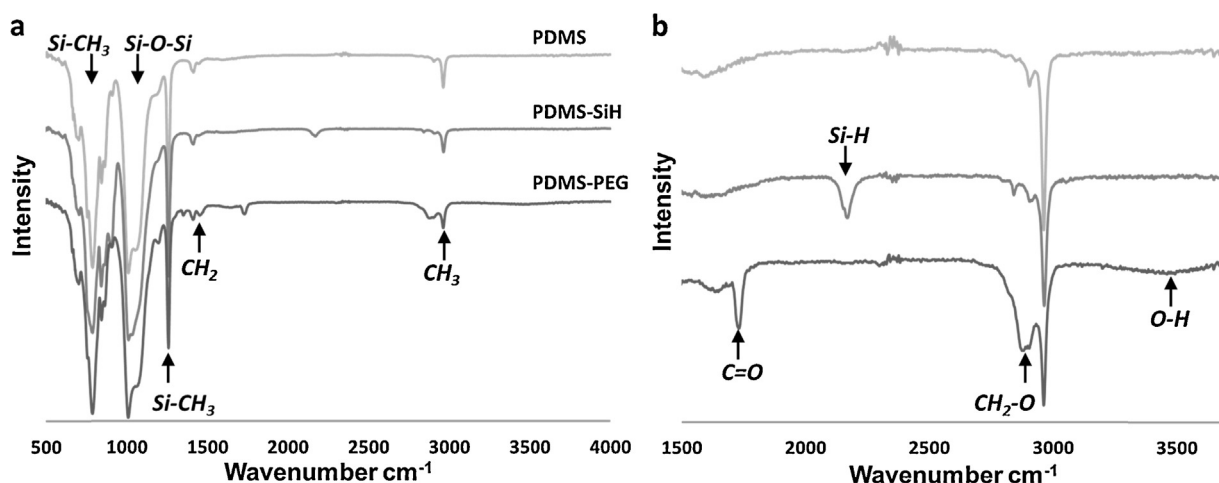 a
Si-CH3 Si-O-Si
PDMS
PDMS-SiH
PDMS-PEG
CH2
CH3
Si-CH3
Intensity
500 1000 1500 2000 2500 3000 3500 4000
Wavenumber cm-1
b
Si-H
O-H
C=O
CH2-O
Intensity
1500 2000 2500 3000 3500
Wavenumber cm-1